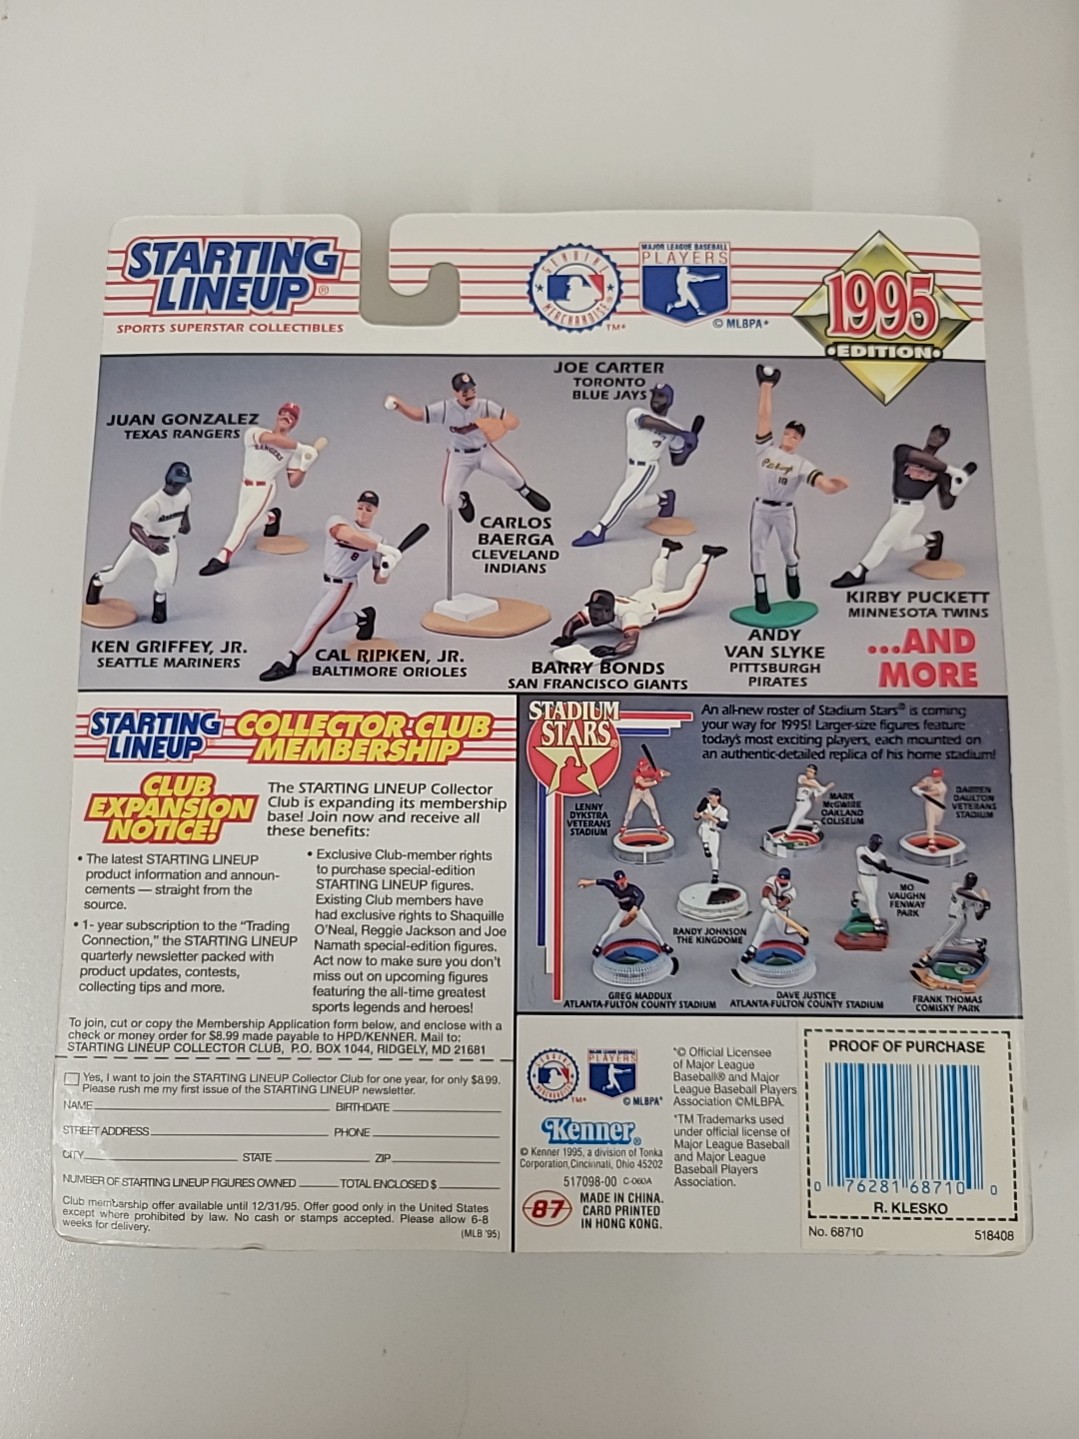 STARTING
LINEUP®
SPORTS SUPERSTAR COLLECTIBLES
GENUINE
MERCHANDISE
TM*
MAJOR LEAGUE BASEBALL
PLAYERS
© MLBPA*
1995
•EDITION•
JUAN GONZALEZ
TEXAS RANGERS
JOE CARTER
TORONTO
BLUE JAYS
CARLOS
BAERGA
CLEVELAND
INDIANS
KEN GRIFFEY, JR.
SEATTLE MARINERS
CAL RIPKEN, JR.
BALTIMORE ORIOLES
BARRY BONDS
SAN FRANCISCO GIANTS
ANDY
VAN SLYKE
PITTSBURGH
PIRATES
KIRBY PUCKETT
MINNESOTA TWINS
...AND
MORE
STARTING
LINEUP®
COLLECTOR CLUB
MEMBERSHIP
CLUB
EXPANSION
NOTICE!
The STARTING LINEUP Collector
Club is expanding its membership
base! Join now and receive all
these benefits:
• The latest STARTING LINEUP
product information and announ-
cements — straight from the
source.
• 1- year subscription to the "Trading
Connection," the STARTING LINEUP
quarterly newsletter packed with
product updates, contests,
collecting tips and more.
• Exclusive Club-member rights
to purchase special-edition
STARTING LINEUP figures.
Existing Club members have
had exclusive rights to Shaquille
O'Neal, Reggie Jackson and Joe
Namath special-edition figures.
Act now to make sure you don't
miss out on upcoming figures
featuring the all-time greatest
sports legends and heroes!
To join, cut or copy the Membership Application form below, and enclose with a
check or money order for $8.99 made payable to HPD/KENNER. Mail to:
STARTING LINEUP COLLECTOR CLUB, P.O. BOX 1044, RIDGELY, MD 21681
Yes, I want to join the STARTING LINEUP Collector Club for one year, for only $8.99.
Please rush me my first issue of the STARTING LINEUP newsletter.
NAME BIRTHDATE
STREET ADDRESS PHONE
CITY STATE ZIP
NUMBER OF STARTING LINEUP FIGURES OWNED TOTAL ENCLOSED $
Club membership offer available until 12/31/95. Offer good only in the United States
except where prohibited by law. No cash or stamps accepted. Please allow 6-8
weeks for delivery.
(MLB '95)
STADIUM
STARS®
An all-new roster of Stadium Stars® is coming
your way for 1995! Larger-size figures feature
today's most exciting players, each mounted on
an authentic-detailed replica of his home stadium!
LENNY
DYKSTRA
VETERANS
STADIUM
MARK
McGWIRE
OAKLAND
COLISEUM
DARREN
DAULTON
VETERANS
STADIUM
MO
VAUGHN
FENWAY
PARK
RANDY JOHNSON
THE KINGDOME
GREG MADDUX
ATLANTA-FULTON COUNTY STADIUM
DAVE JUSTICE
ATLANTA-FULTON COUNTY STADIUM
FRANK THOMAS
COMISKY PARK
GENUINE
MERCHANDISE
TM*
MAJOR LEAGUE BASEBALL
PLAYERS
© MLBPA*
Kenner®
© Kenner 1995, a division of Tonka
Corporation, Cincinnati, Ohio 45202
517098-00 C-060A
87
MADE IN CHINA.
CARD PRINTED
IN HONG KONG.
*© Official Licensee
of Major League
Baseball® and Major
League Baseball Players
Association ©MLBPA.
*TM Trademarks used
under official license of
Major League Baseball
and Major League
Baseball Players
Association.
PROOF OF PURCHASE
0 76281 68710 0
R. KLESKO
No. 68710
518408